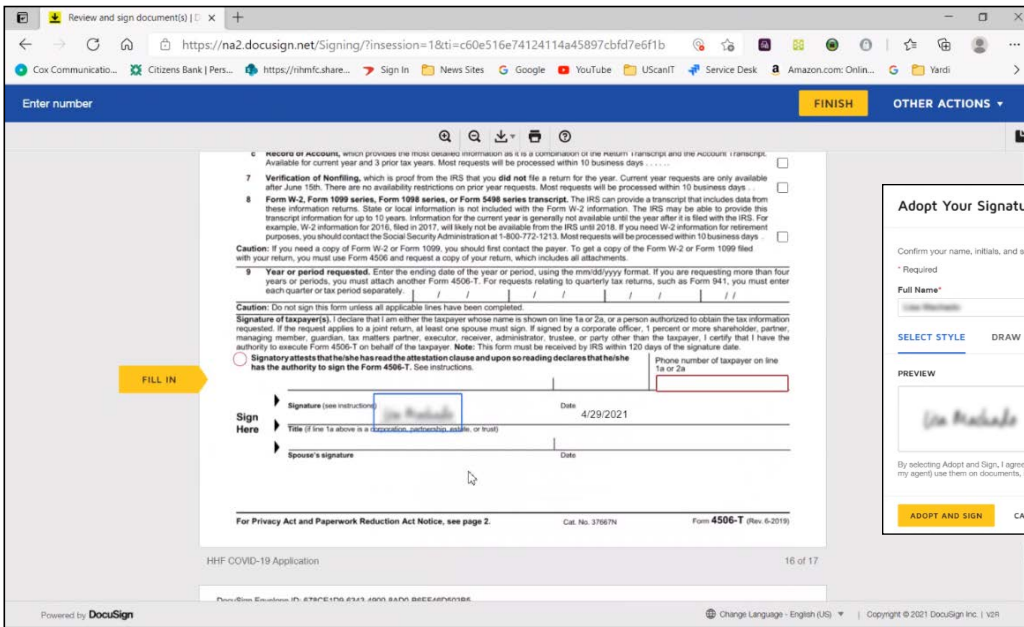 Review and sign document(s) | D
https://na2.docusign.net/Signing/?insession=1&ti=c60e516e74124114a45897cbfd7e6f1b
Cox Communicatio... Citizens Bank | Pers... https://rihmfc.share... Sign In News Sites Google YouTube UScanIT Service Desk Amazon.com: Onlin... Yardi
Enter number
FINISH
OTHER ACTIONS
c Record of Account, which provides the most detailed information as it is a combination of the Return Transcript and the Account Transcript.
Available for current year and 3 prior tax years. Most requests will be processed within 10 business days . . . . . .
7 Verification of Nonfiling, which is proof from the IRS that you did not file a return for the year. Current year requests are only available
after June 15th. There are no availability restrictions on prior year requests. Most requests will be processed within 10 business days . .
8 Form W-2, Form 1099 series, Form 1098 series, or Form 5498 series transcript. The IRS can provide a transcript that includes data from
these information returns. State or local information is not included with the Form W-2 information. The IRS may be able to provide this
transcript information for up to 10 years. Information for the current year is generally not available until the year after it is filed with the IRS. For
example, W-2 information for 2016, filed in 2017, will likely not be available from the IRS until 2018. If you need W-2 information for retirement
purposes, you should contact the Social Security Administration at 1-800-772-1213. Most requests will be processed within 10 business days .
Caution: If you need a copy of Form W-2 or Form 1099, you should first contact the payer. To get a copy of the Form W-2 or Form 1099 filed
with your return, you must use Form 4506 and request a copy of your return, which includes all attachments.
9 Year or period requested. Enter the ending date of the year or period, using the mm/dd/yyyy format. If you are requesting more than four
years or periods, you must attach another Form 4506-T. For requests relating to quarterly tax returns, such as Form 941, you must enter
each quarter or tax period separately. / / / / / / / /
Caution: Do not sign this form unless all applicable lines have been completed.
Signature of taxpayer(s). I declare that I am either the taxpayer whose name is shown on line 1a or 2a, or a person authorized to obtain the tax information
requested. If the request applies to a joint return, at least one spouse must sign. If signed by a corporate officer, 1 percent or more shareholder, partner,
managing member, guardian, tax matters partner, executor, receiver, administrator, trustee, or party other than the taxpayer, I certify that I have the
authority to execute Form 4506-T on behalf of the taxpayer. Note: This form must be received by IRS within 120 days of the signature date.
Signatory attests that he/she has read the attestation clause and upon so reading declares that he/she
has the authority to sign the Form 4506-T. See instructions.
Phone number of taxpayer on line
1a or 2a
FILL IN
Sign
Here
Signature (see instructions)
Date
4/29/2021
Title (if line 1a above is a corporation, partnership, estate, or trust)
Spouse's signature
Date
For Privacy Act and Paperwork Reduction Act Notice, see page 2.
Cat. No. 37667N
Form 4506-T (Rev. 6-2019)
HHF COVID-19 Application
16 of 17
Adopt Your Signatu
Confirm your name, initials, and s
* Required
Full Name*
SELECT STYLE DRAW
PREVIEW
By selecting Adopt and Sign, I agree
my agent) use them on documents,
ADOPT AND SIGN CA
Powered by DocuSign
Change Language - English (US)
Copyright © 2021 DocuSign Inc. | V2R